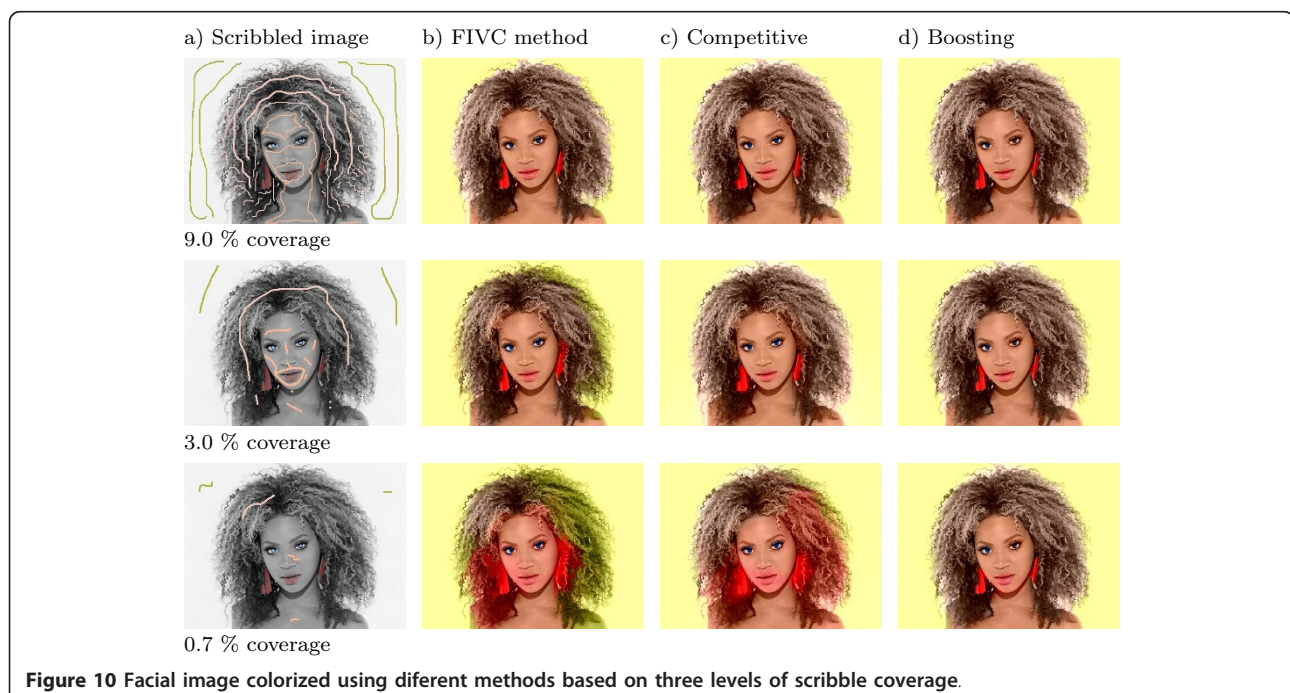 a) Scribbled image b) FIVC method c) Competitive d) Boosting
9.0 % coverage
3.0 % coverage
0.7 % coverage
Figure 10 Facial image colorized using diferent methods based on three levels of scribble coverage.